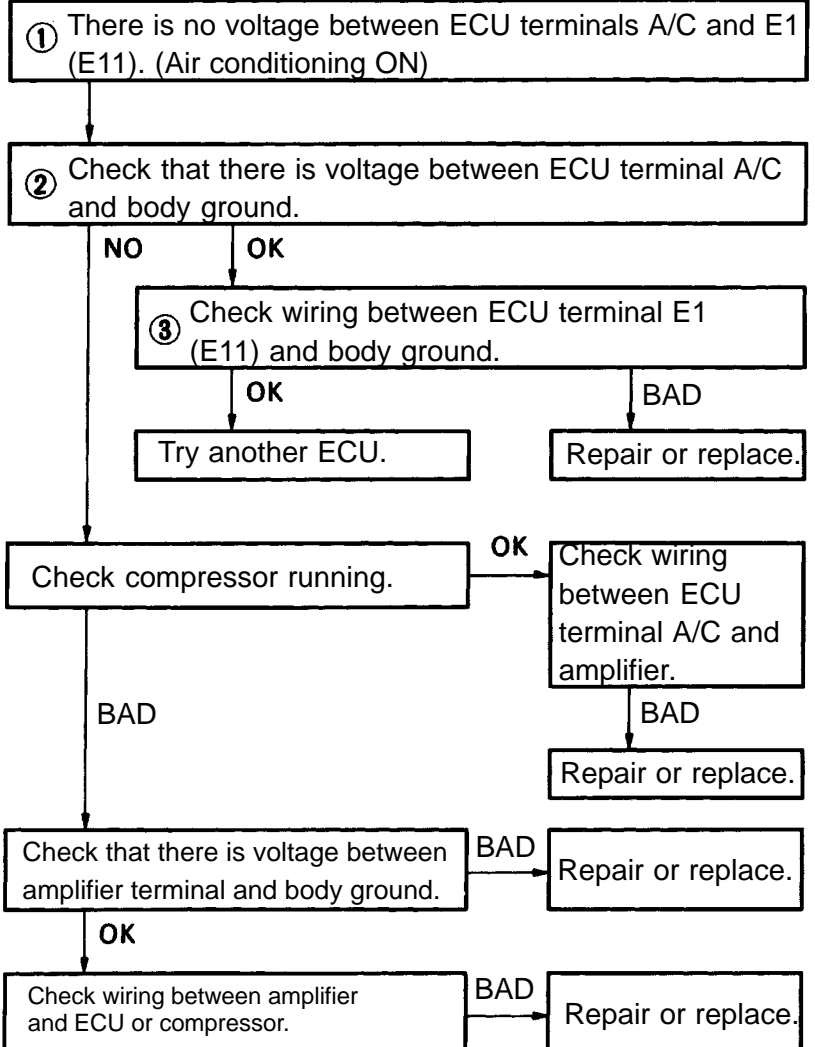 ① There is no voltage between ECU terminals A/C and E1
(E11). (Air conditioning ON)
② Check that there is voltage between ECU terminal A/C
and body ground.
NO
OK
③ Check wiring between ECU terminal E1
(E11) and body ground.
OK
BAD
Try another ECU.
Repair or replace.
Check compressor running.
OK
Check wiring
between ECU
terminal A/C and
amplifier.
BAD
BAD
Repair or replace.
Check that there is voltage between
amplifier terminal and body ground.
BAD
Repair or replace.
OK
Check wiring between amplifier
and ECU or compressor.
BAD
Repair or replace.